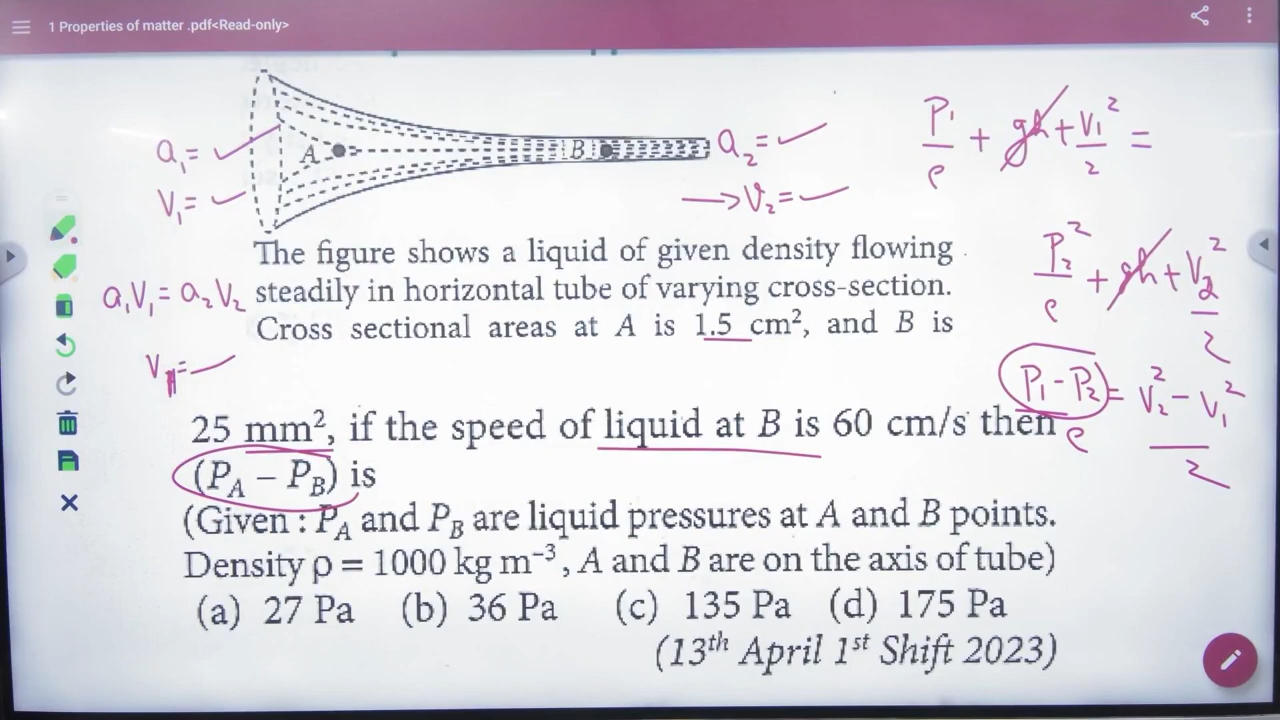 1 Properties of matter .pdf<Read-only>
a₁=
V₁=
A
B
a₂=
→V₂=
P₁/ρ + gh + V₁²/2 =
P₂²/ρ + gh + V₂²/2
The figure shows a liquid of given density flowing
a₁V₁ = a₂V₂ steadily in horizontal tube of varying cross-section.
Cross sectional areas at A is 1.5 cm², and B is
P₁ - P₂/ρ = V₂² - V₁²/2
25 mm², if the speed of liquid at B is 60 cm/s then
(P_A – P_B) is
(Given : P_A and P_B are liquid pressures at A and B points.
Density ρ = 1000 kg m⁻³, A and B are on the axis of tube)
(a) 27 Pa (b) 36 Pa (c) 135 Pa (d) 175 Pa
(13th April 1st Shift 2023)